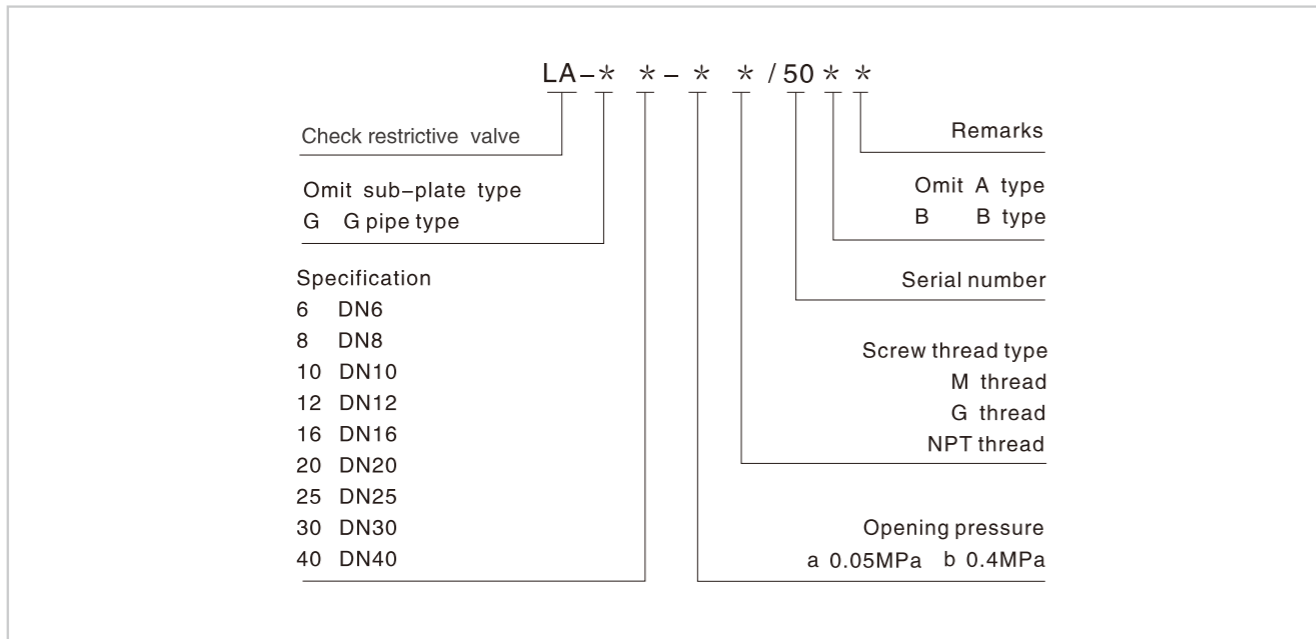 LA–* *– * * / 50 * *
Check restrictive valve
Omit sub–plate type
G G pipe type
Specification
6 DN6
8 DN8
10 DN10
12 DN12
16 DN16
20 DN20
25 DN25
30 DN30
40 DN40
Remarks
Omit A type
B B type
Serial number
Screw thread type
M thread
G thread
NPT thread
Opening pressure
a 0.05MPa b 0.4MPa